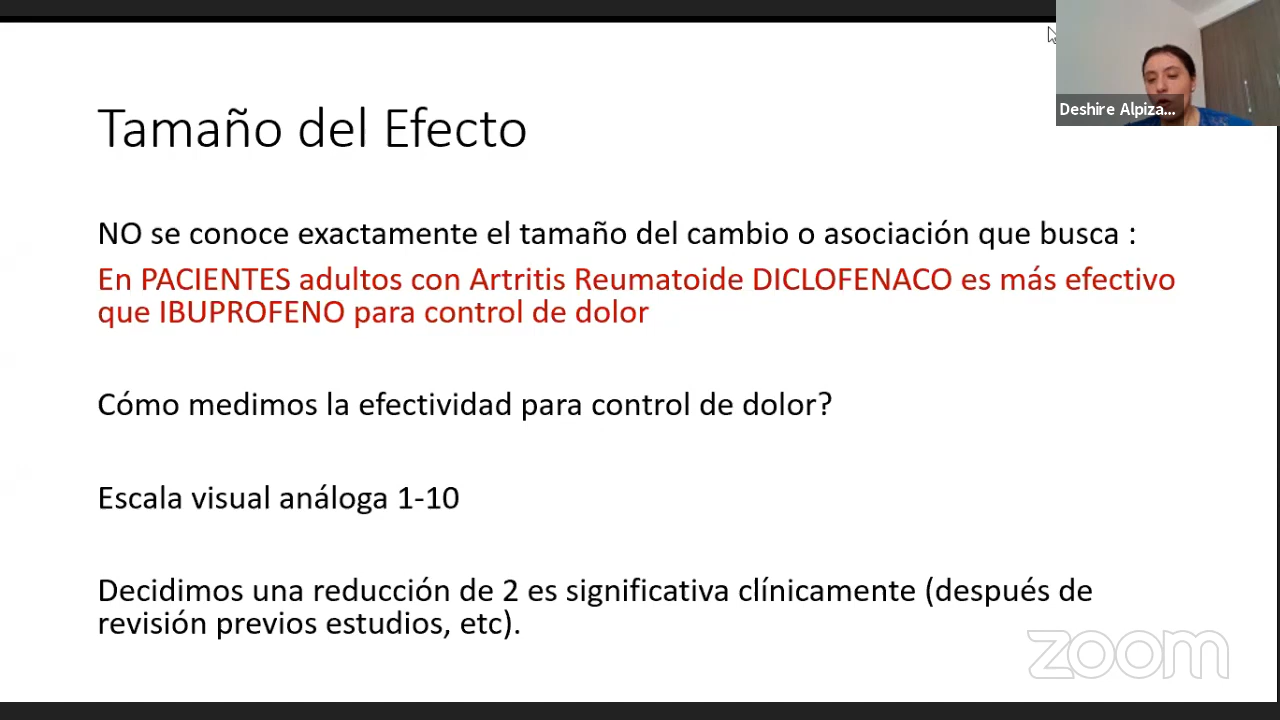 Deshire Alpiza...
Tamaño del Efecto
NO se conoce exactamente el tamaño del cambio o asociación que busca :
En PACIENTES adultos con Artritis Reumatoide DICLOFENACO es más efectivo
que IBUPROFENO para control de dolor
Cómo medimos la efectividad para control de dolor?
Escala visual análoga 1-10
Decidimos una reducción de 2 es significativa clínicamente (después de
revisión previos estudios, etc).
zoom